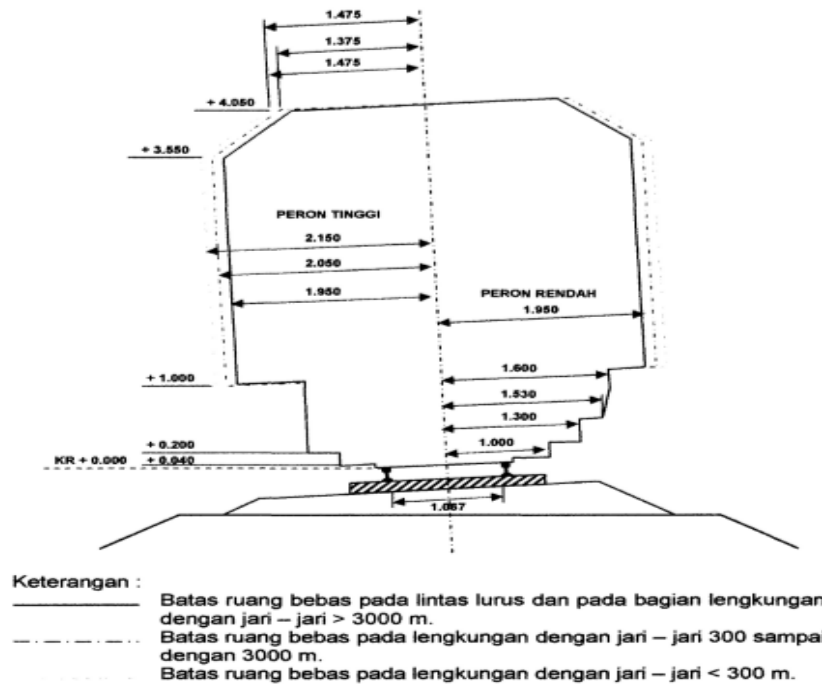 1.475
1.375
1.475
+ 4.050
+ 3.550
PERON TINGGI
2.150
2.050
1.950
PERON RENDAH
1.950
+ 1.000
1.600
1.530
1.300
+ 0.200
1.000
KR + 0.000
+ 0.040
1.067
Keterangan :
Batas ruang bebas pada lintas lurus dan pada bagian lengkungan
dengan jari – jari > 3000 m.
Batas ruang bebas pada lengkungan dengan jari – jari 300 sampai
dengan 3000 m.
Batas ruang bebas pada lengkungan dengan jari – jari < 300 m.